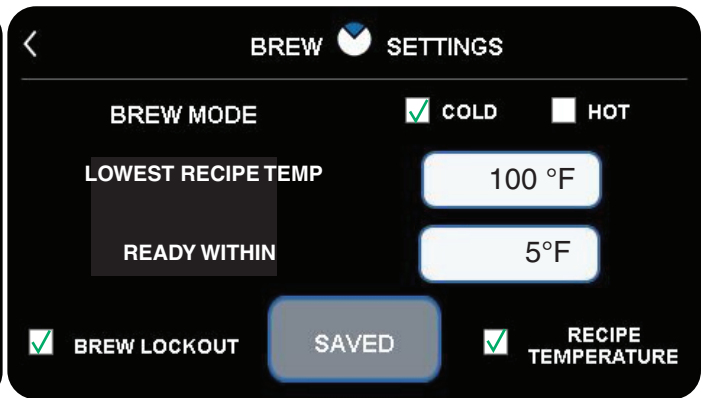 BREW SETTINGS
BREW MODE COLD HOT
LOWEST RECIPE TEMP 100 °F
READY WITHIN 5°F
BREW LOCKOUT SAVED RECIPE
TEMPERATURE